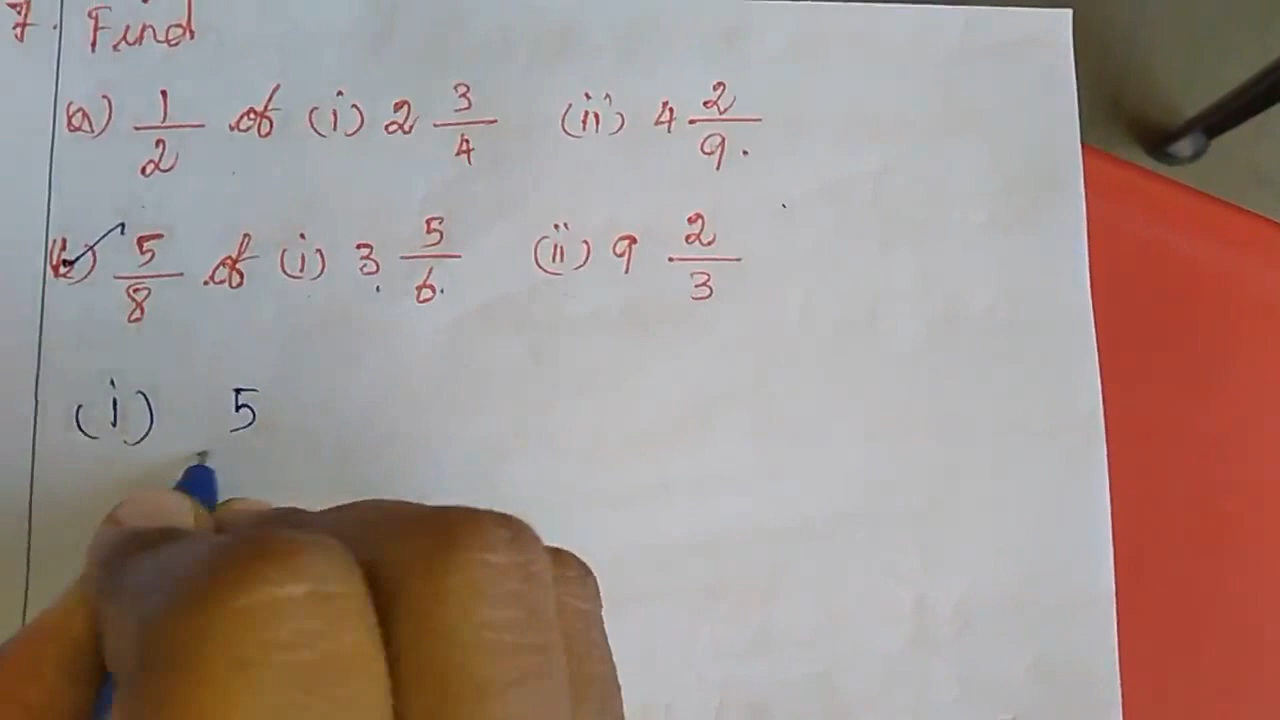 7. Find
(a) 1/2 of (i) 2 3/4 (ii) 4 2/9.
(b) 5/8 of (i) 3 5/6 (ii) 9 2/3
(i) 5